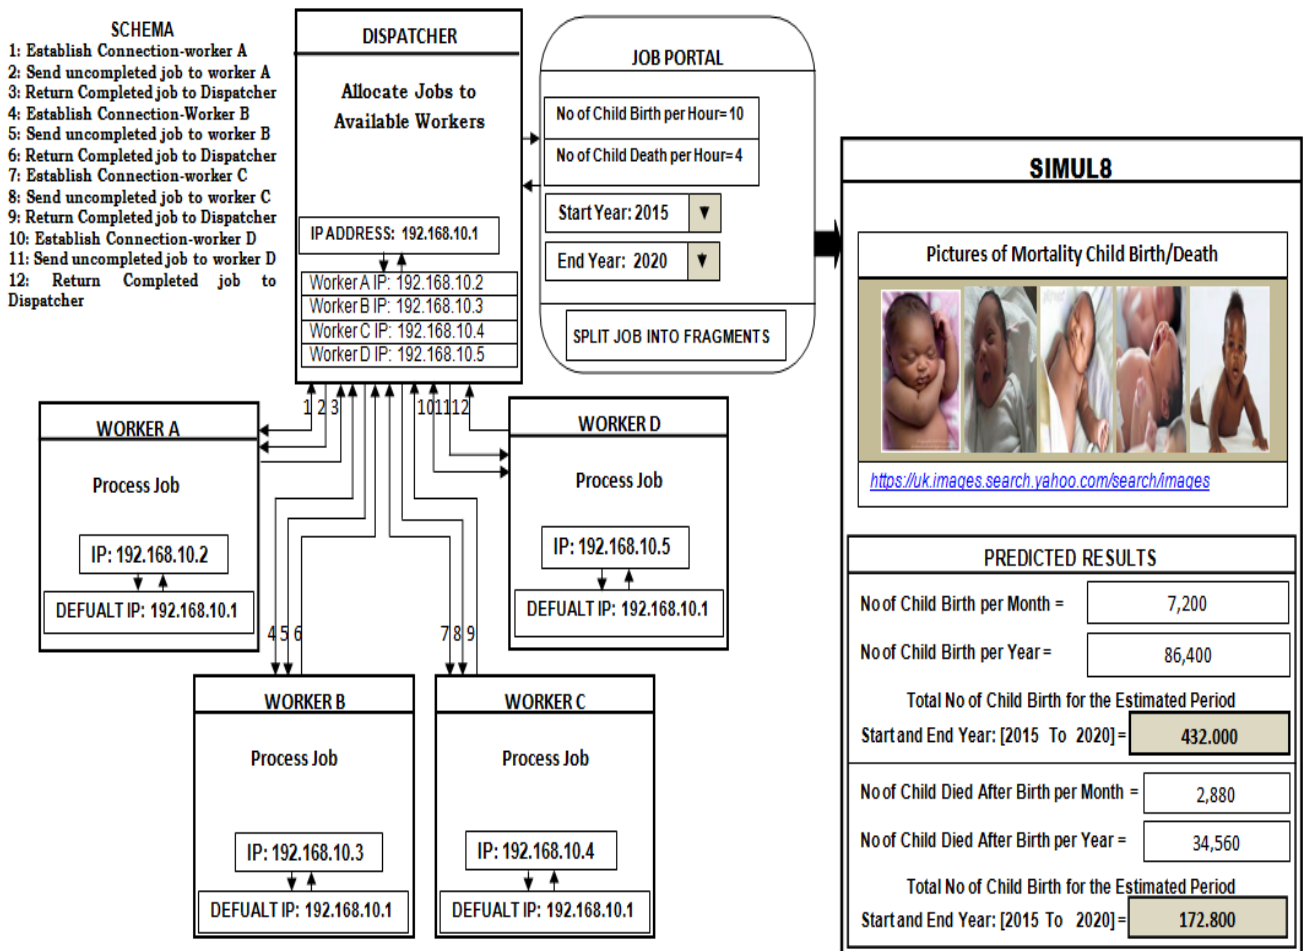 SCHEMA
1: Establish Connection-worker A
2: Send uncompleted job to worker A
3: Return Completed job to Dispatcher
4: Establish Connection-Worker B
5: Send uncompleted job to worker B
6: Return Completed job to Dispatcher
7: Establish Connection-worker C
8: Send uncompleted job to worker C
9: Return Completed job to Dispatcher
10: Establish Connection-worker D
11: Send uncompleted job to worker D
12: Return Completed job to
Dispatcher
DISPATCHER
Allocate Jobs to
Available Workers
IP ADDRESS: 192.168.10.1
Worker A IP: 192.168.10.2
Worker B IP: 192.168.10.3
Worker C IP: 192.168.10.4
Worker D IP: 192.168.10.5
JOB PORTAL
No of Child Birth per Hour= 10
No of Child Death per Hour= 4
Start Year: 2015
End Year: 2020
SPLIT JOB INTO FRAGMENTS
1 2 3
10 11 12
WORKER A
Process Job
IP: 192.168.10.2
DEFUALT IP: 192.168.10.1
WORKER D
Process Job
IP: 192.168.10.5
DEFUALT IP: 192.168.10.1
4 5 6
7 8 9
WORKER B
Process Job
IP: 192.168.10.3
DEFUALT IP: 192.168.10.1
WORKER C
Process Job
IP: 192.168.10.4
DEFUALT IP: 192.168.10.1
SIMUL8
Pictures of Mortality Child Birth/Death
https://uk.images.search.yahoo.com/search/images
PREDICTED RESULTS
No of Child Birth per Month = 7,200
No of Child Birth per Year = 86,400
Total No of Child Birth for the Estimated Period
Start and End Year: [2015 To 2020] = 432.000
No of Child Died After Birth per Month = 2,880
No of Child Died After Birth per Year = 34,560
Total No of Child Birth for the Estimated Period
Start and End Year: [2015 To 2020] = 172.800